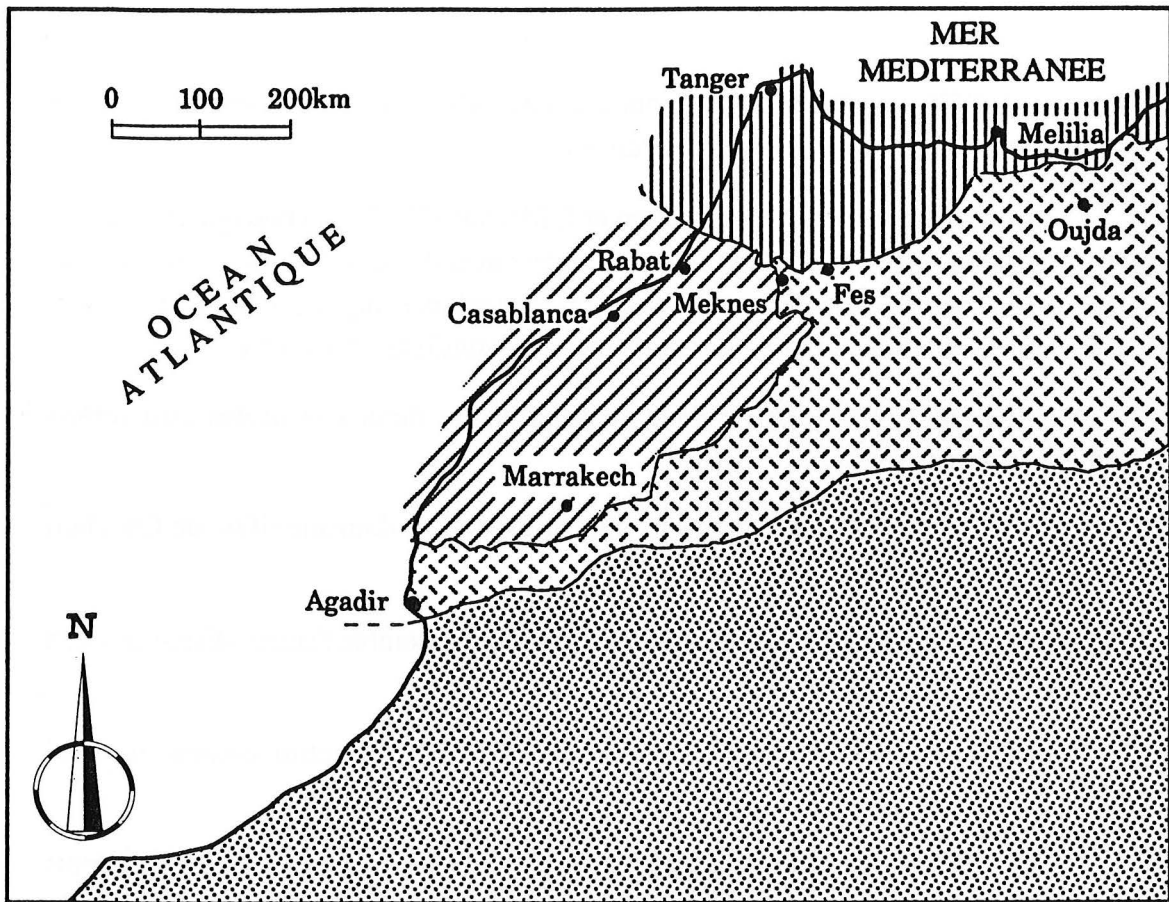 MER
MEDITERRANEE
Tanger
0 100 200km
Melilia
Oujda
OCEAN
ATLANTIQUE
Rabat
Meknes
Fes
Casablanca
Marrakech
Agadir
N